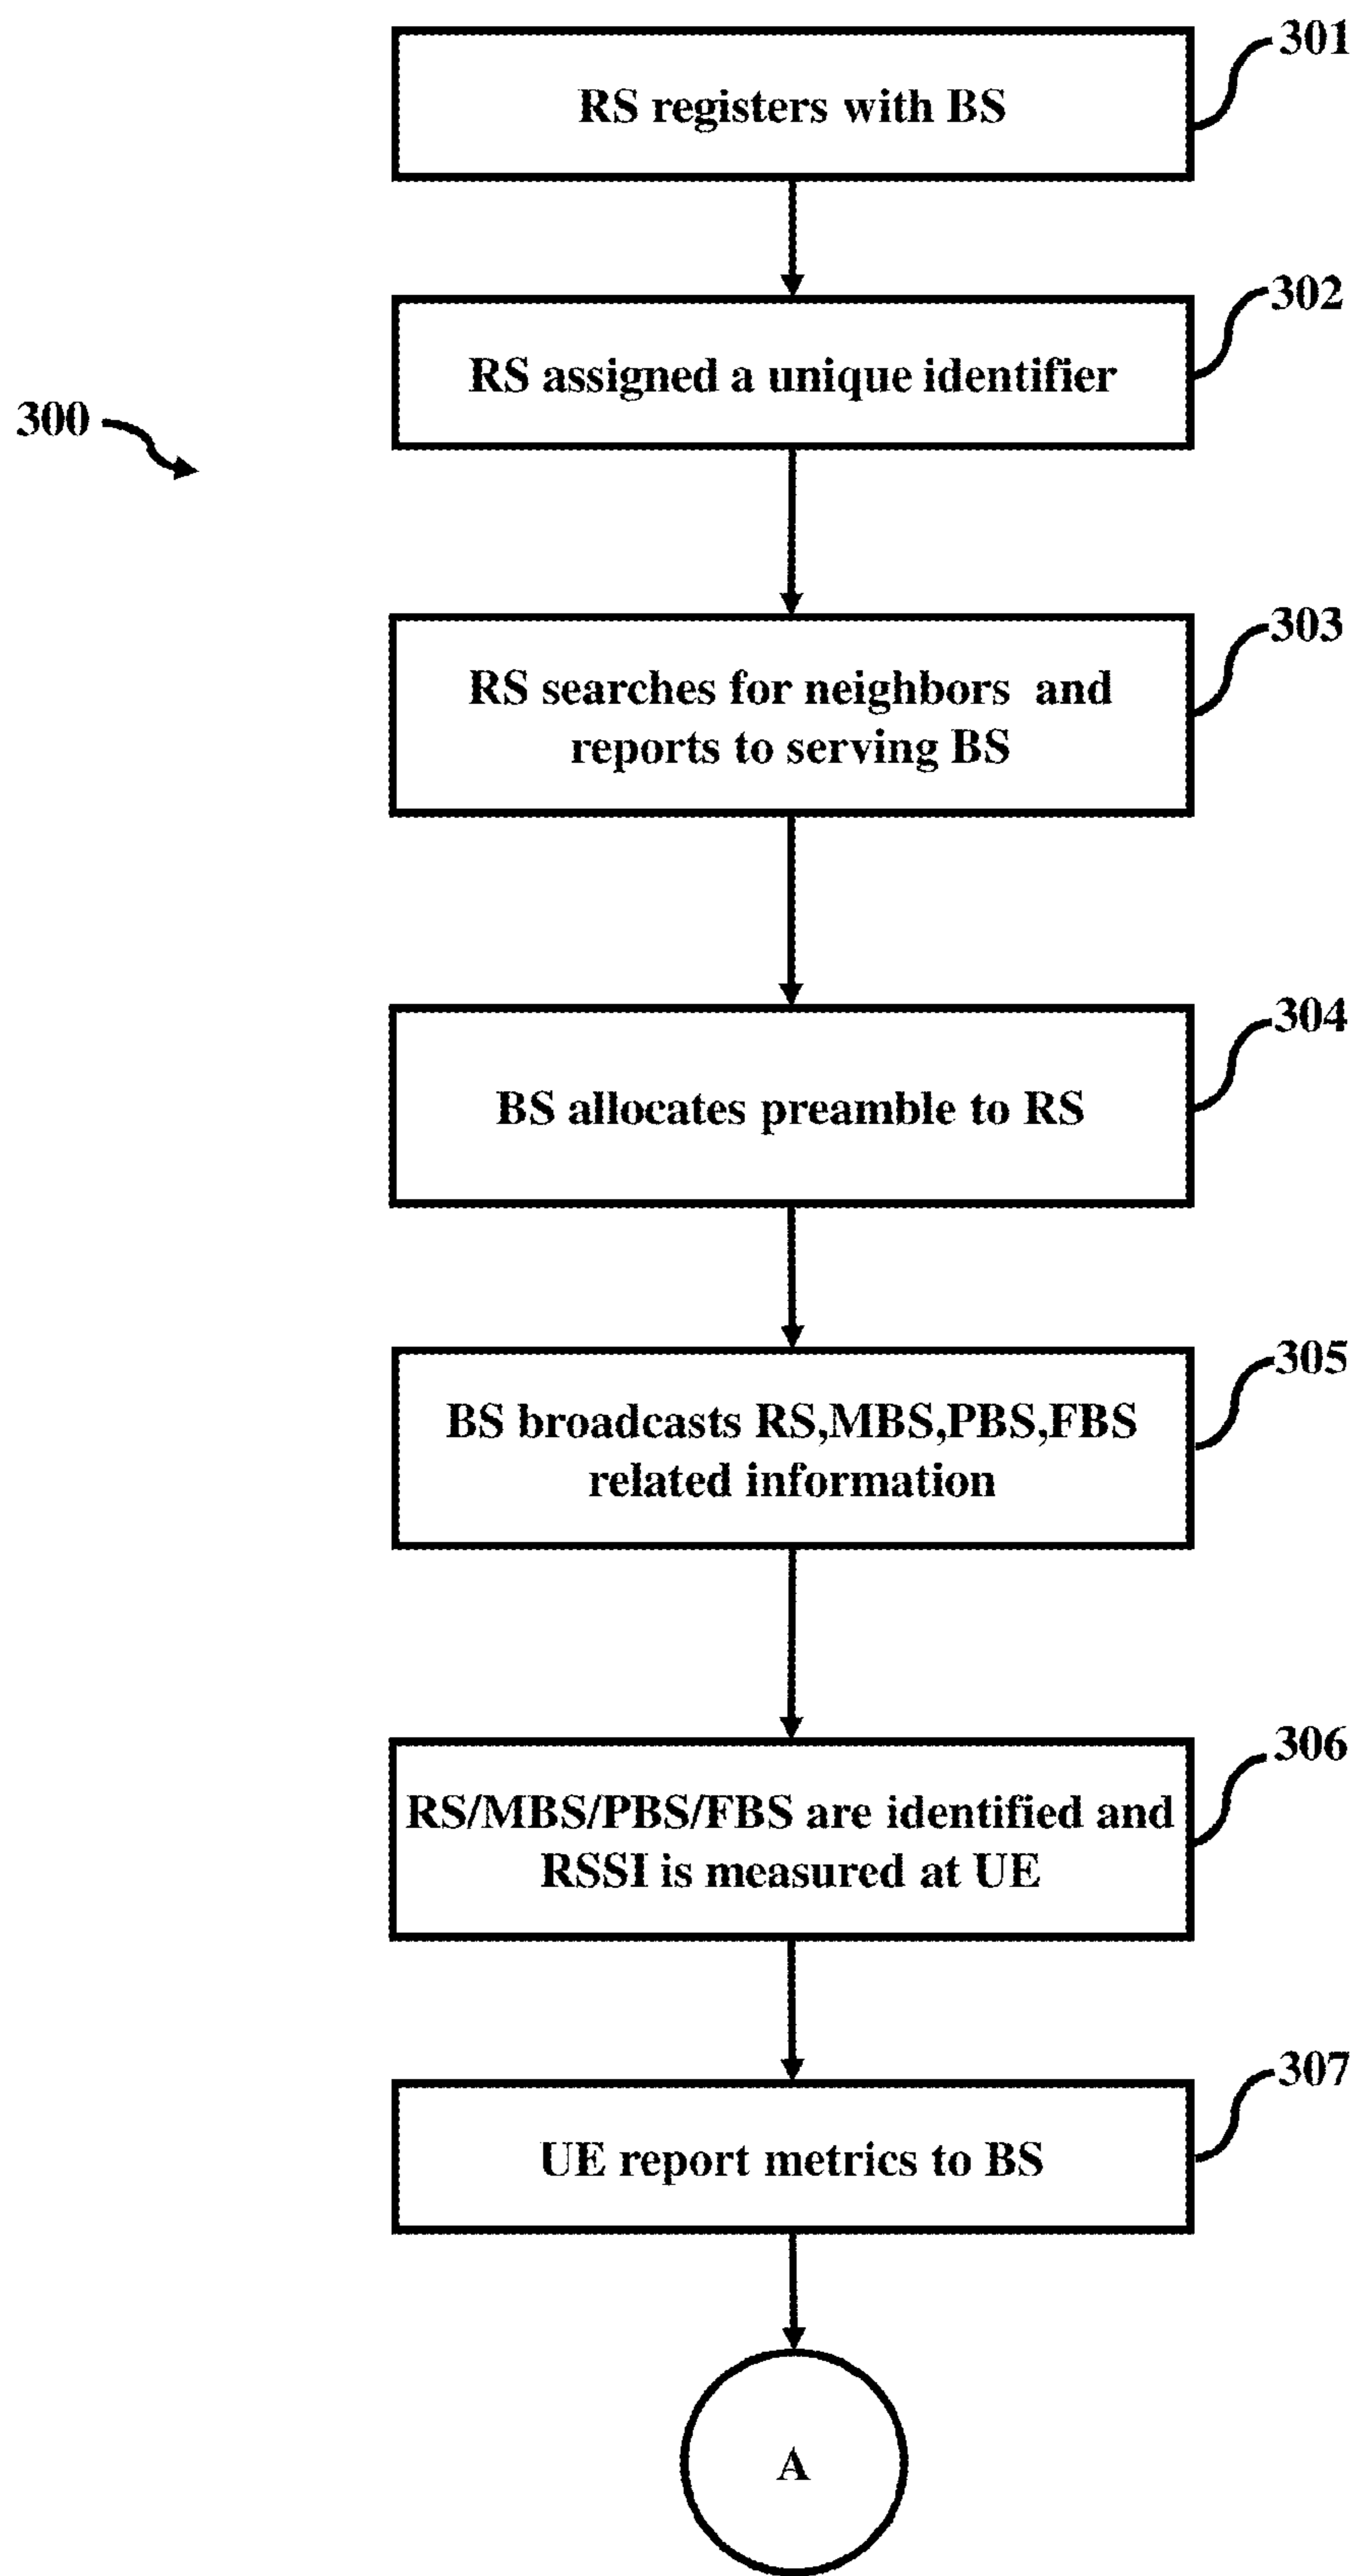 301
RS registers with BS
302
RS assigned a unique identifier
300
303
RS searches for neighbors and
reports to serving BS
304
BS allocates preamble to RS
305
BS broadcasts RS,MBS,PBS,FBS
related information
306
RS/MBS/PBS/FBS are identified and
RSSI is measured at UE
307
UE report metrics to BS
A